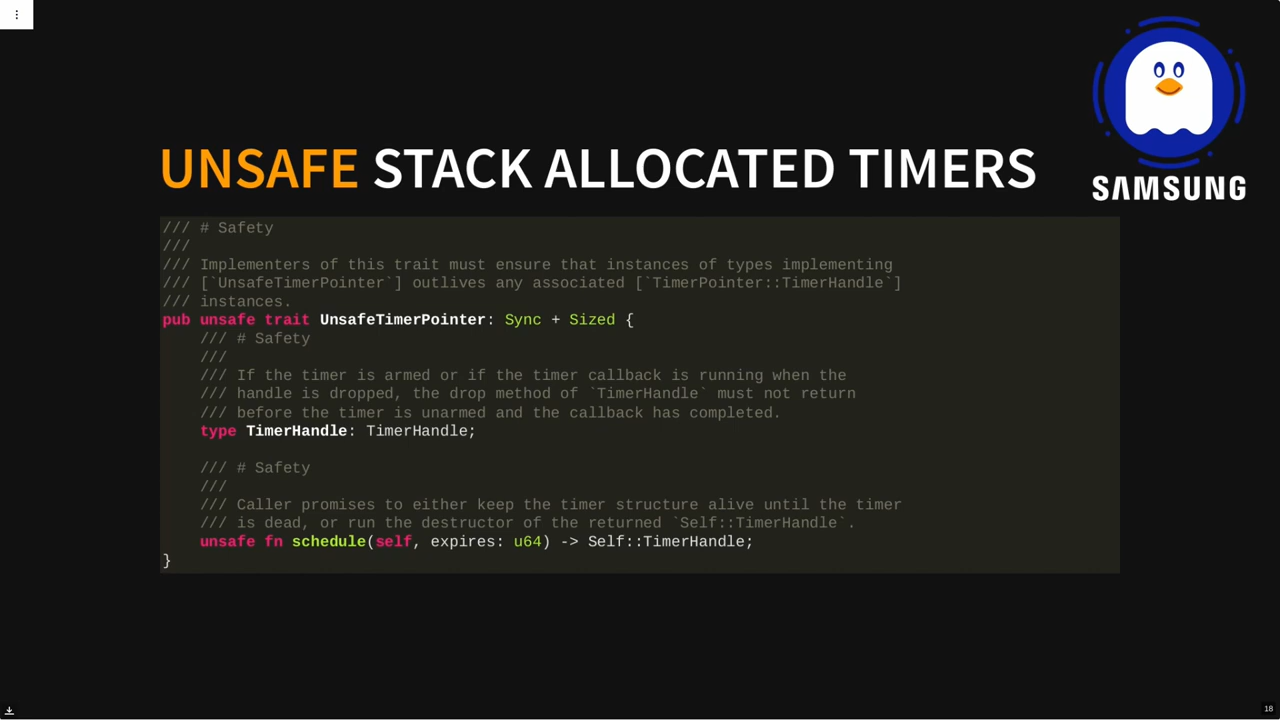 SAMSUNG
UNSAFE STACK ALLOCATED TIMERS
/// # Safety
///
/// Implementers of this trait must ensure that instances of types implementing
/// [`UnsafeTimerPointer`] outlives any associated [`TimerPointer::TimerHandle`]
/// instances.
pub unsafe trait UnsafeTimerPointer: Sync + Sized {
    /// # Safety
    ///
    /// If the timer is armed or if the timer callback is running when the
    /// handle is dropped, the drop method of `TimerHandle` must not return
    /// before the timer is unarmed and the callback has completed.
    type TimerHandle: TimerHandle;

    /// # Safety
    ///
    /// Caller promises to either keep the timer structure alive until the timer
    /// is dead, or run the destructor of the returned `Self::TimerHandle`.
    unsafe fn schedule(self, expires: u64) -> Self::TimerHandle;
}
18